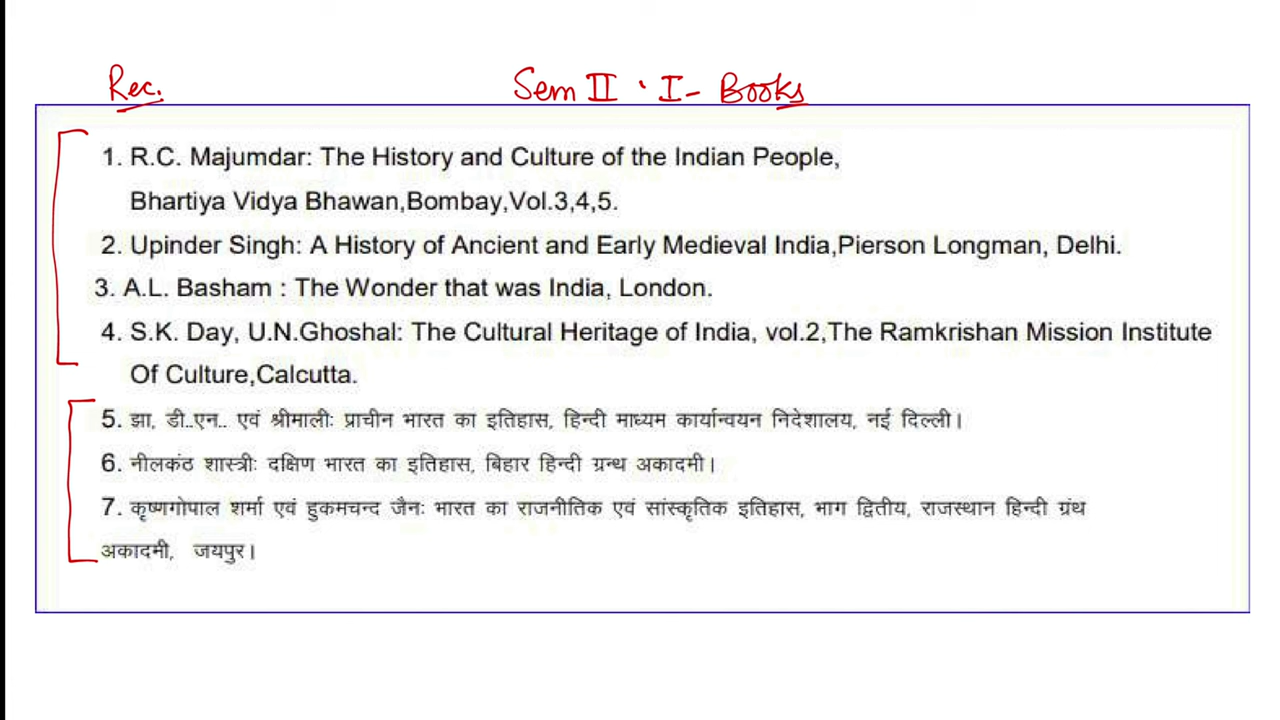 Rec.
Sem II · I - Books
1. R.C. Majumdar: The History and Culture of the Indian People,
Bhartiya Vidya Bhawan,Bombay,Vol.3,4,5.
2. Upinder Singh: A History of Ancient and Early Medieval India,Pierson Longman, Delhi.
3. A.L. Basham : The Wonder that was India, London.
4. S.K. Day, U.N.Ghoshal: The Cultural Heritage of India, vol.2,The Ramkrishan Mission Institute
Of Culture,Calcutta.
5. झा, डी..एन.. एवं श्रीमालीः प्राचीन भारत का इतिहास, हिन्दी माध्यम कार्यान्वयन निदेशालय, नई दिल्ली।
6. नीलकंठ शास्त्रीः दक्षिण भारत का इतिहास, बिहार हिन्दी ग्रन्थ अकादमी।
7. कृष्णगोपाल शर्मा एवं हुकमचन्द जैनः भारत का राजनीतिक एवं सांस्कृतिक इतिहास, भाग द्वितीय, राजस्थान हिन्दी ग्रंथ
अकादमी, जयपुर।